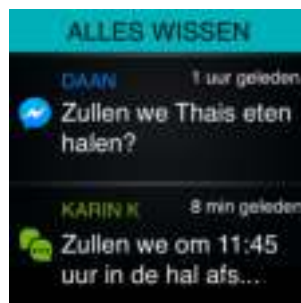 ALLES WISSEN
DAAN 1 uur geleden
Zullen we Thais eten
halen?
KARIN K 8 min geleden
Zullen we om 11:45
uur in de hal afs....